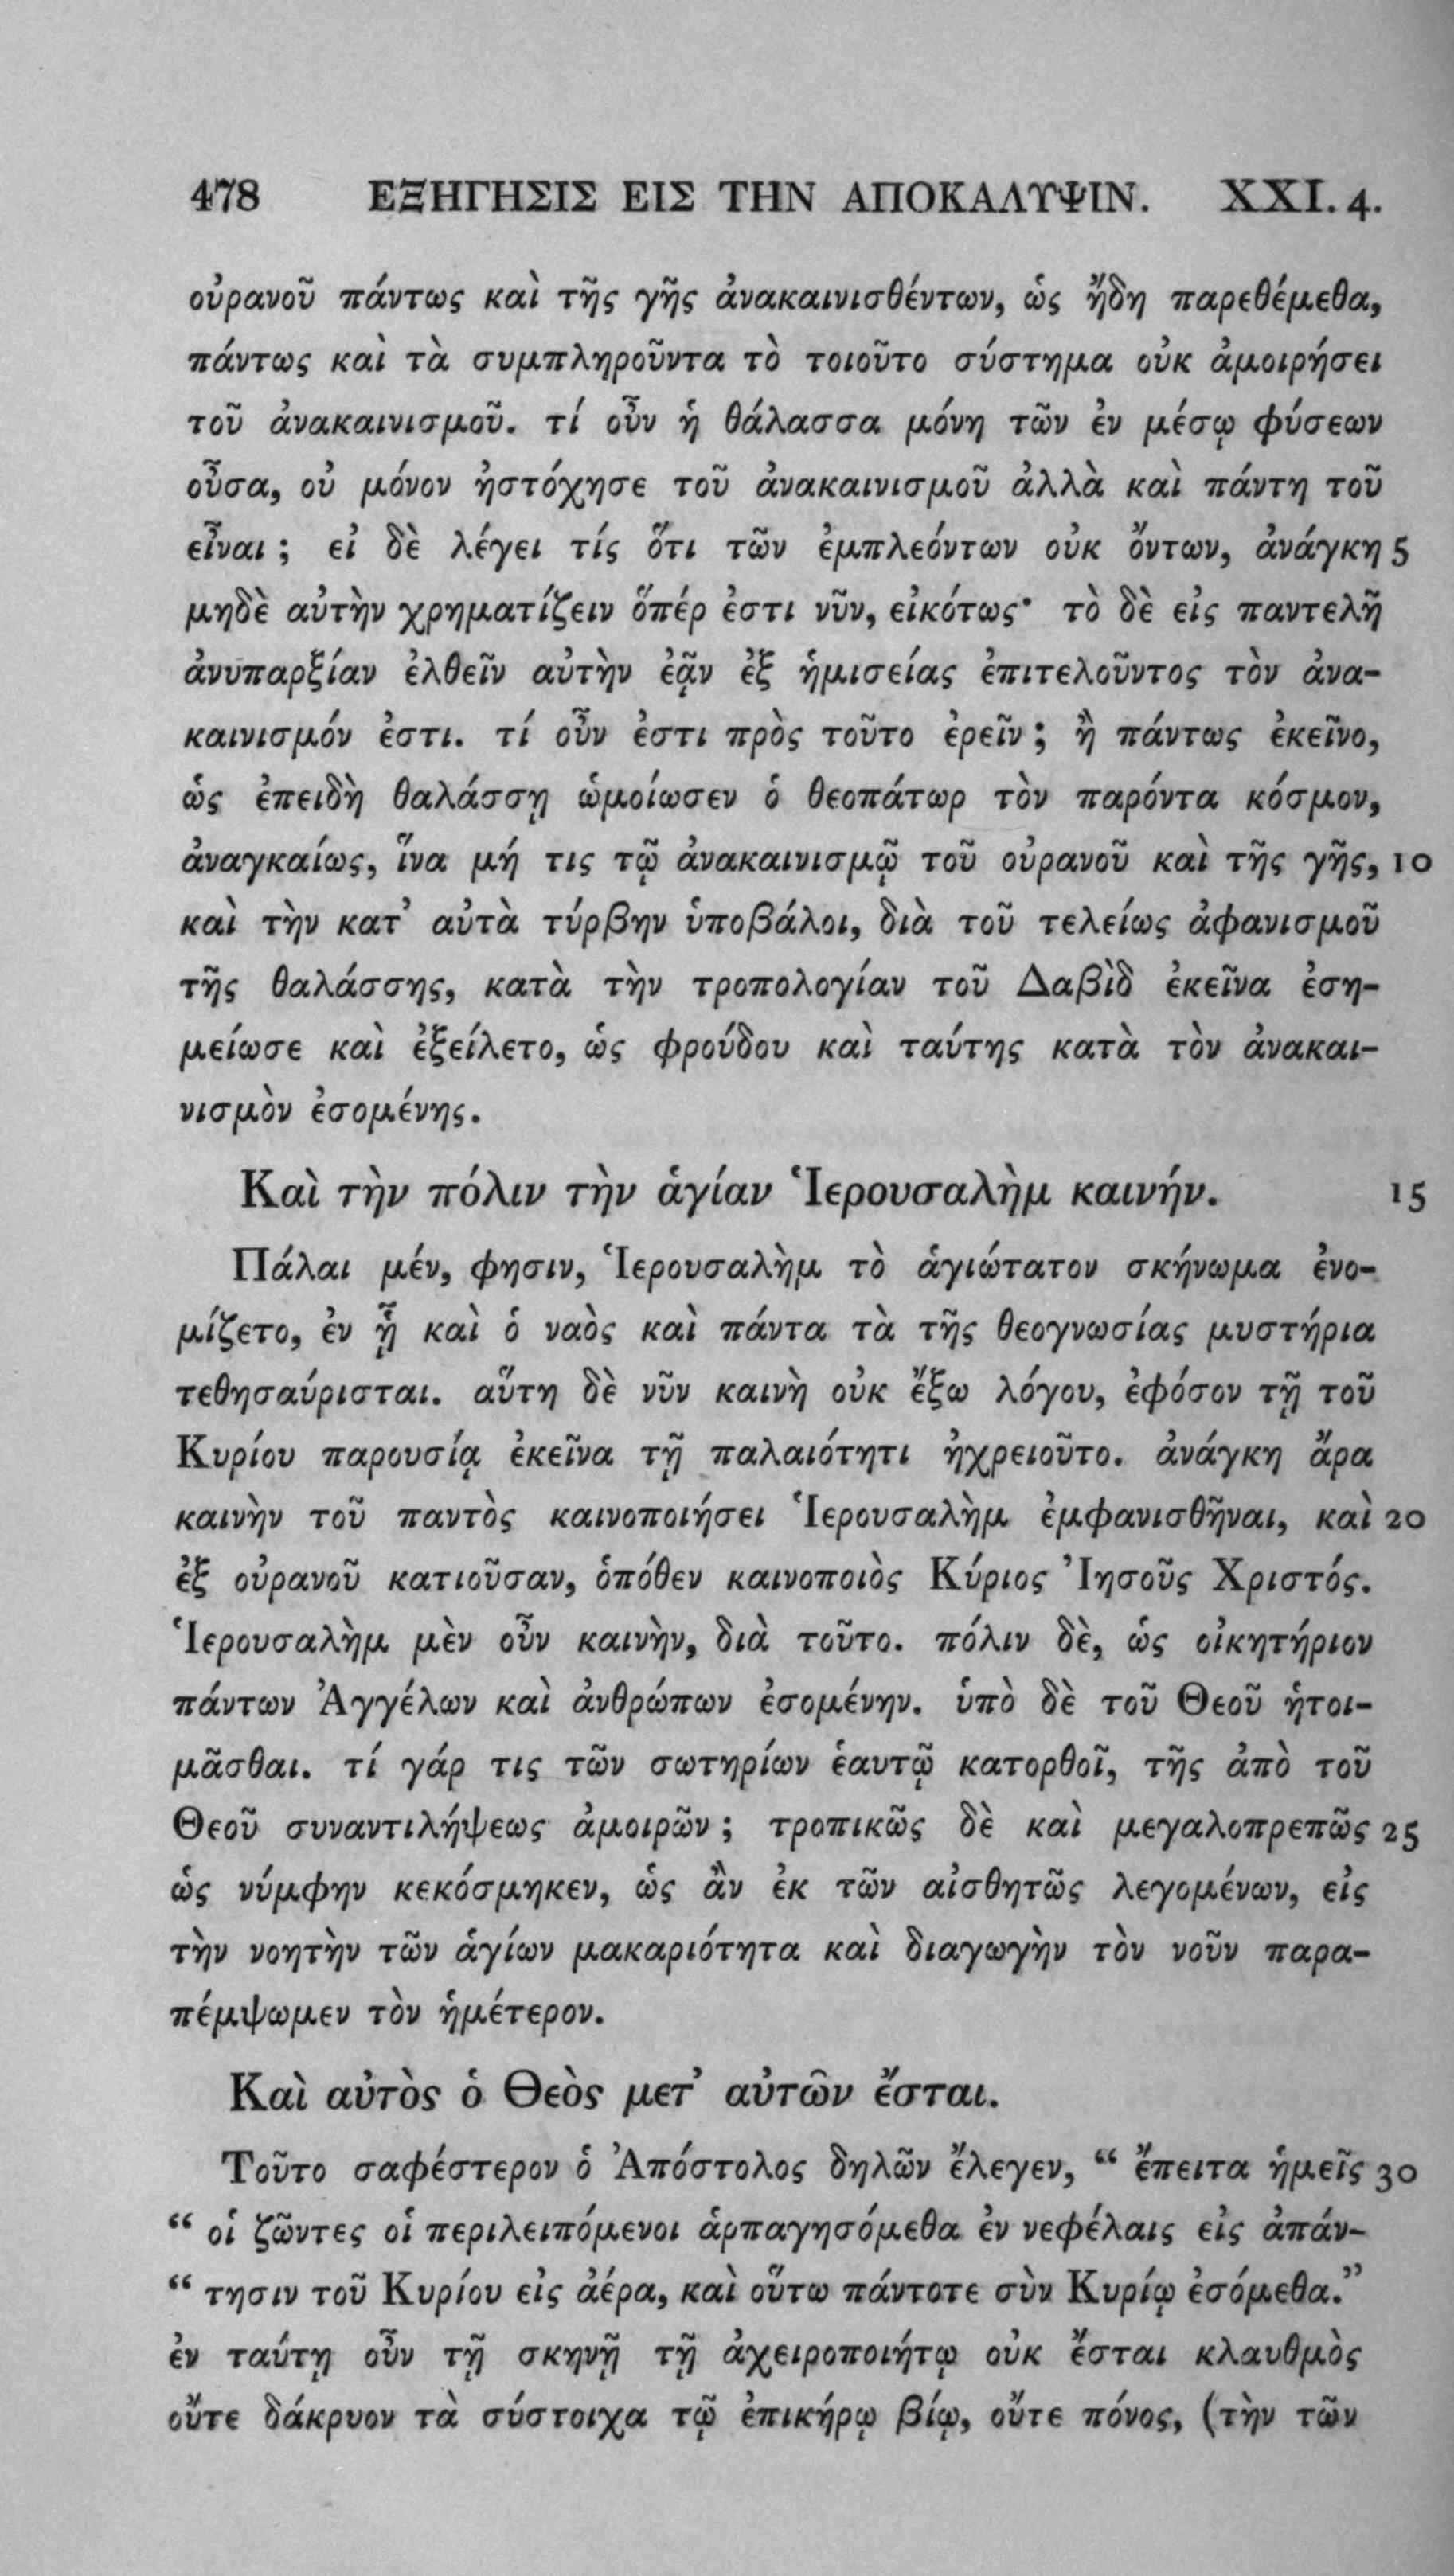 478 ΕΞΗΓΗΣΙΣ ΕΙΣ ΤΗΝ ΑΠΟΚΑΛΥΨΙΝ. XXI. 4.
οὐρανοῦ πάντως καὶ τῆς γῆς ἀνακαινισθέντων, ὡς ἤδη παρεθέμεθα,
πάντως καὶ τὰ συμπληροῦντα τὸ τοιοῦτο σύστημα οὐκ ἀμοιρήσει
τοῦ ἀνακαινισμοῦ. τί οὖν ἡ θάλασσα μόνη τῶν ἐν μέσῳ φύσεων
οὖσα, οὐ μόνον ἠστόχησε τοῦ ἀνακαινισμοῦ ἀλλὰ καὶ πάντη τοῦ
εἶναι ; εἰ δὲ λέγει τίς ὅτι τῶν ἐμπλεόντων οὐκ ὄντων, ἀνάγκη 5
μηδὲ αὐτὴν χρηματίζειν ὅπέρ ἐστι νῦν, εἰκότως· τὸ δὲ εἰς παντελῆ
ἀνυπαρξίαν ἐλθεῖν αὐτὴν ἐᾷν ἐξ ἡμισείας ἐπιτελοῦντος τὸν ἀνα-
καινισμόν ἐστι. τί οὖν ἐστι πρὸς τοῦτο ἐρεῖν ; ἢ πάντως ἐκεῖνο,
ὡς ἐπειδὴ θαλάσσῃ ὡμοίωσεν ὁ θεοπάτωρ τὸν παρόντα κόσμον,
ἀναγκαίως, ἵνα μή τις τῷ ἀνακαινισμῷ τοῦ οὐρανοῦ καὶ τῆς γῆς, 10
καὶ τὴν κατ’ αὐτὰ τύρβην ὑποβάλοι, διὰ τοῦ τελείως ἀφανισμοῦ
τῆς θαλάσσης, κατὰ τὴν τροπολογίαν τοῦ Δαβὶδ ἐκεῖνα ἐση-
μείωσε καὶ ἐξείλετο, ὡς φρούδου καὶ ταύτης κατὰ τὸν ἀνακαι-
νισμὸν ἐσομένης.
Καὶ τὴν πόλιν τὴν ἁγίαν Ἱερουσαλὴμ καινήν. 15
Πάλαι μέν, φησιν, Ἱερουσαλὴμ τὸ ἁγιώτατον σκήνωμα ἐνο-
μίζετο, ἐν ᾗ καὶ ὁ ναὸς καὶ πάντα τὰ τῆς θεογνωσίας μυστήρια
τεθησαύρισται. αὕτη δὲ νῦν καινὴ οὐκ ἔξω λόγου, ἐφόσον τῇ τοῦ
Κυρίου παρουσίᾳ ἐκεῖνα τῇ παλαιότητι ἠχρειοῦτο. ἀνάγκη ἄρα
καινὴν τοῦ παντὸς καινοποιήσει Ἱερουσαλὴμ ἐμφανισθῆναι, καὶ 20
ἐξ οὐρανοῦ κατιοῦσαν, ὁπόθεν καινοποιὸς Κύριος Ἰησοῦς Χριστός.
Ἱερουσαλὴμ μὲν οὖν καινὴν, διὰ τοῦτο. πόλιν δὲ, ὡς οἰκητήριον
πάντων Ἀγγέλων καὶ ἀνθρώπων ἐσομένην. ὑπὸ δὲ τοῦ Θεοῦ ἡτοι-
μᾶσθαι. τί γάρ τις τῶν σωτηρίων ἑαυτῷ κατορθοῖ, τῆς ἀπὸ τοῦ
Θεοῦ συναντιλήψεως ἀμοιρῶν ; τροπικῶς δὲ καὶ μεγαλοπρεπῶς 25
ὡς νύμφην κεκόσμηκεν, ὡς ἂν ἐκ τῶν αἰσθητῶς λεγομένων, εἰς
τὴν νοητὴν τῶν ἁγίων μακαριότητα καὶ διαγωγὴν τὸν νοῦν παρα-
πέμψωμεν τὸν ἡμέτερον.
Καὶ αὐτὸς ὁ Θεὸς μετ’ αὐτῶν ἔσται.
Τοῦτο σαφέστερον ὁ Ἀπόστολος δηλῶν ἔλεγεν, “ ἔπειτα ἡμεῖς 30
“ οἱ ζῶντες οἱ περιλειπόμενοι ἁρπαγησόμεθα ἐν νεφέλαις εἰς ἀπάν-
“ τησιν τοῦ Κυρίου εἰς ἀέρα, καὶ οὕτω πάντοτε σὺν Κυρίῳ ἐσόμεθα.”
ἐν ταύτῃ οὖν τῇ σκηνῇ τῇ ἀχειροποιήτῳ οὐκ ἔσται κλαυθμὸς
οὔτε δάκρυον τὰ σύστοιχα τῷ ἐπικήρῳ βίῳ, οὔτε πόνος, (τὴν τῶν